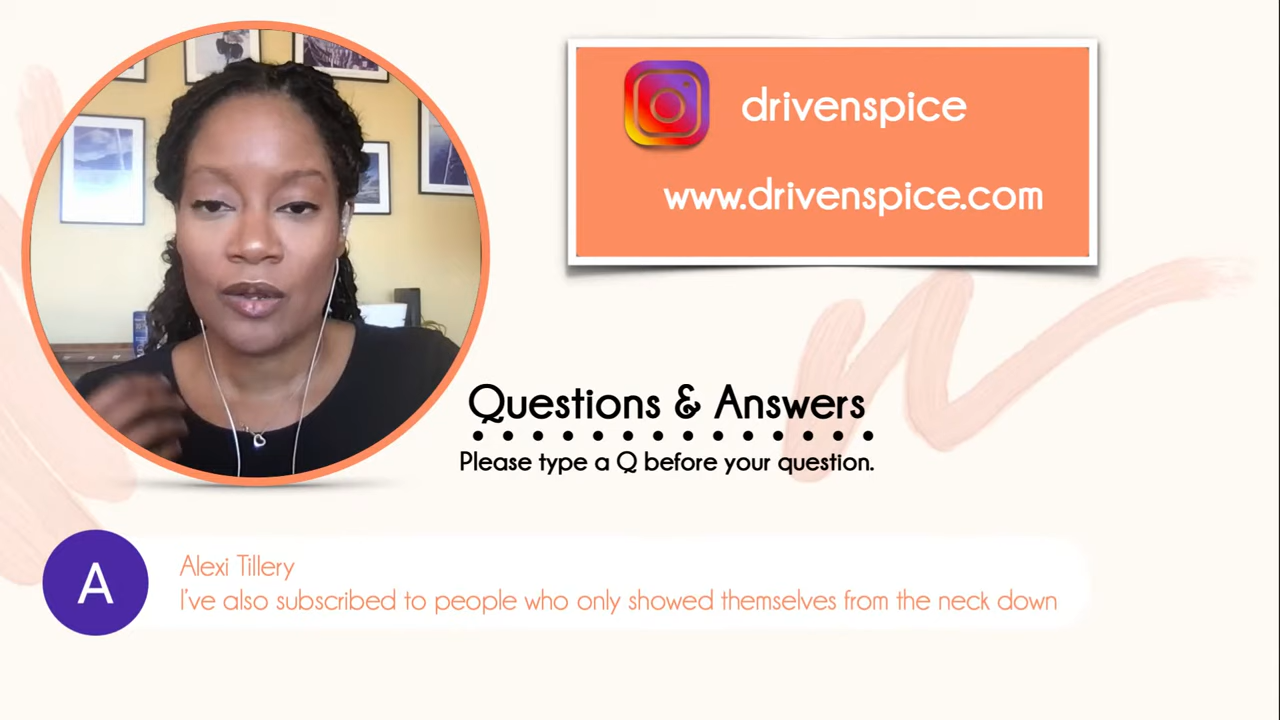 drivenspice
www.drivenspice.com
Questions & Answers
Please type a Q before your question.
A
Alexi Tillery
I've also subscribed to people who only showed themselves from the neck down